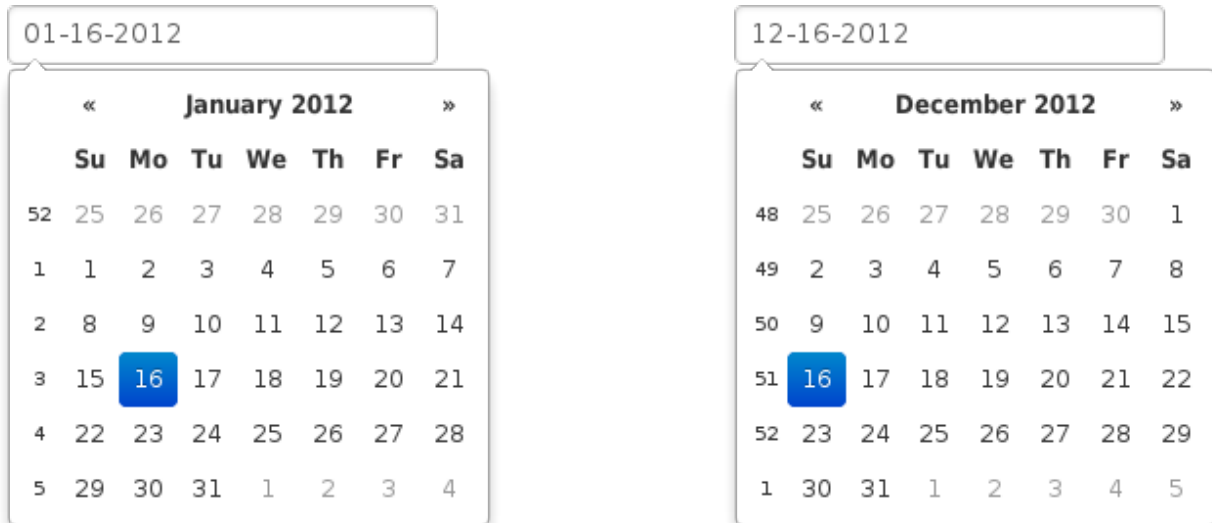 01-16-2012
« January 2012 »
Su Mo Tu We Th Fr Sa
52 25 26 27 28 29 30 31
1 1 2 3 4 5 6 7
2 8 9 10 11 12 13 14
3 15 16 17 18 19 20 21
4 22 23 24 25 26 27 28
5 29 30 31 1 2 3 4
12-16-2012
« December 2012 »
Su Mo Tu We Th Fr Sa
48 25 26 27 28 29 30 1
49 2 3 4 5 6 7 8
50 9 10 11 12 13 14 15
51 16 17 18 19 20 21 22
52 23 24 25 26 27 28 29
1 30 31 1 2 3 4 5